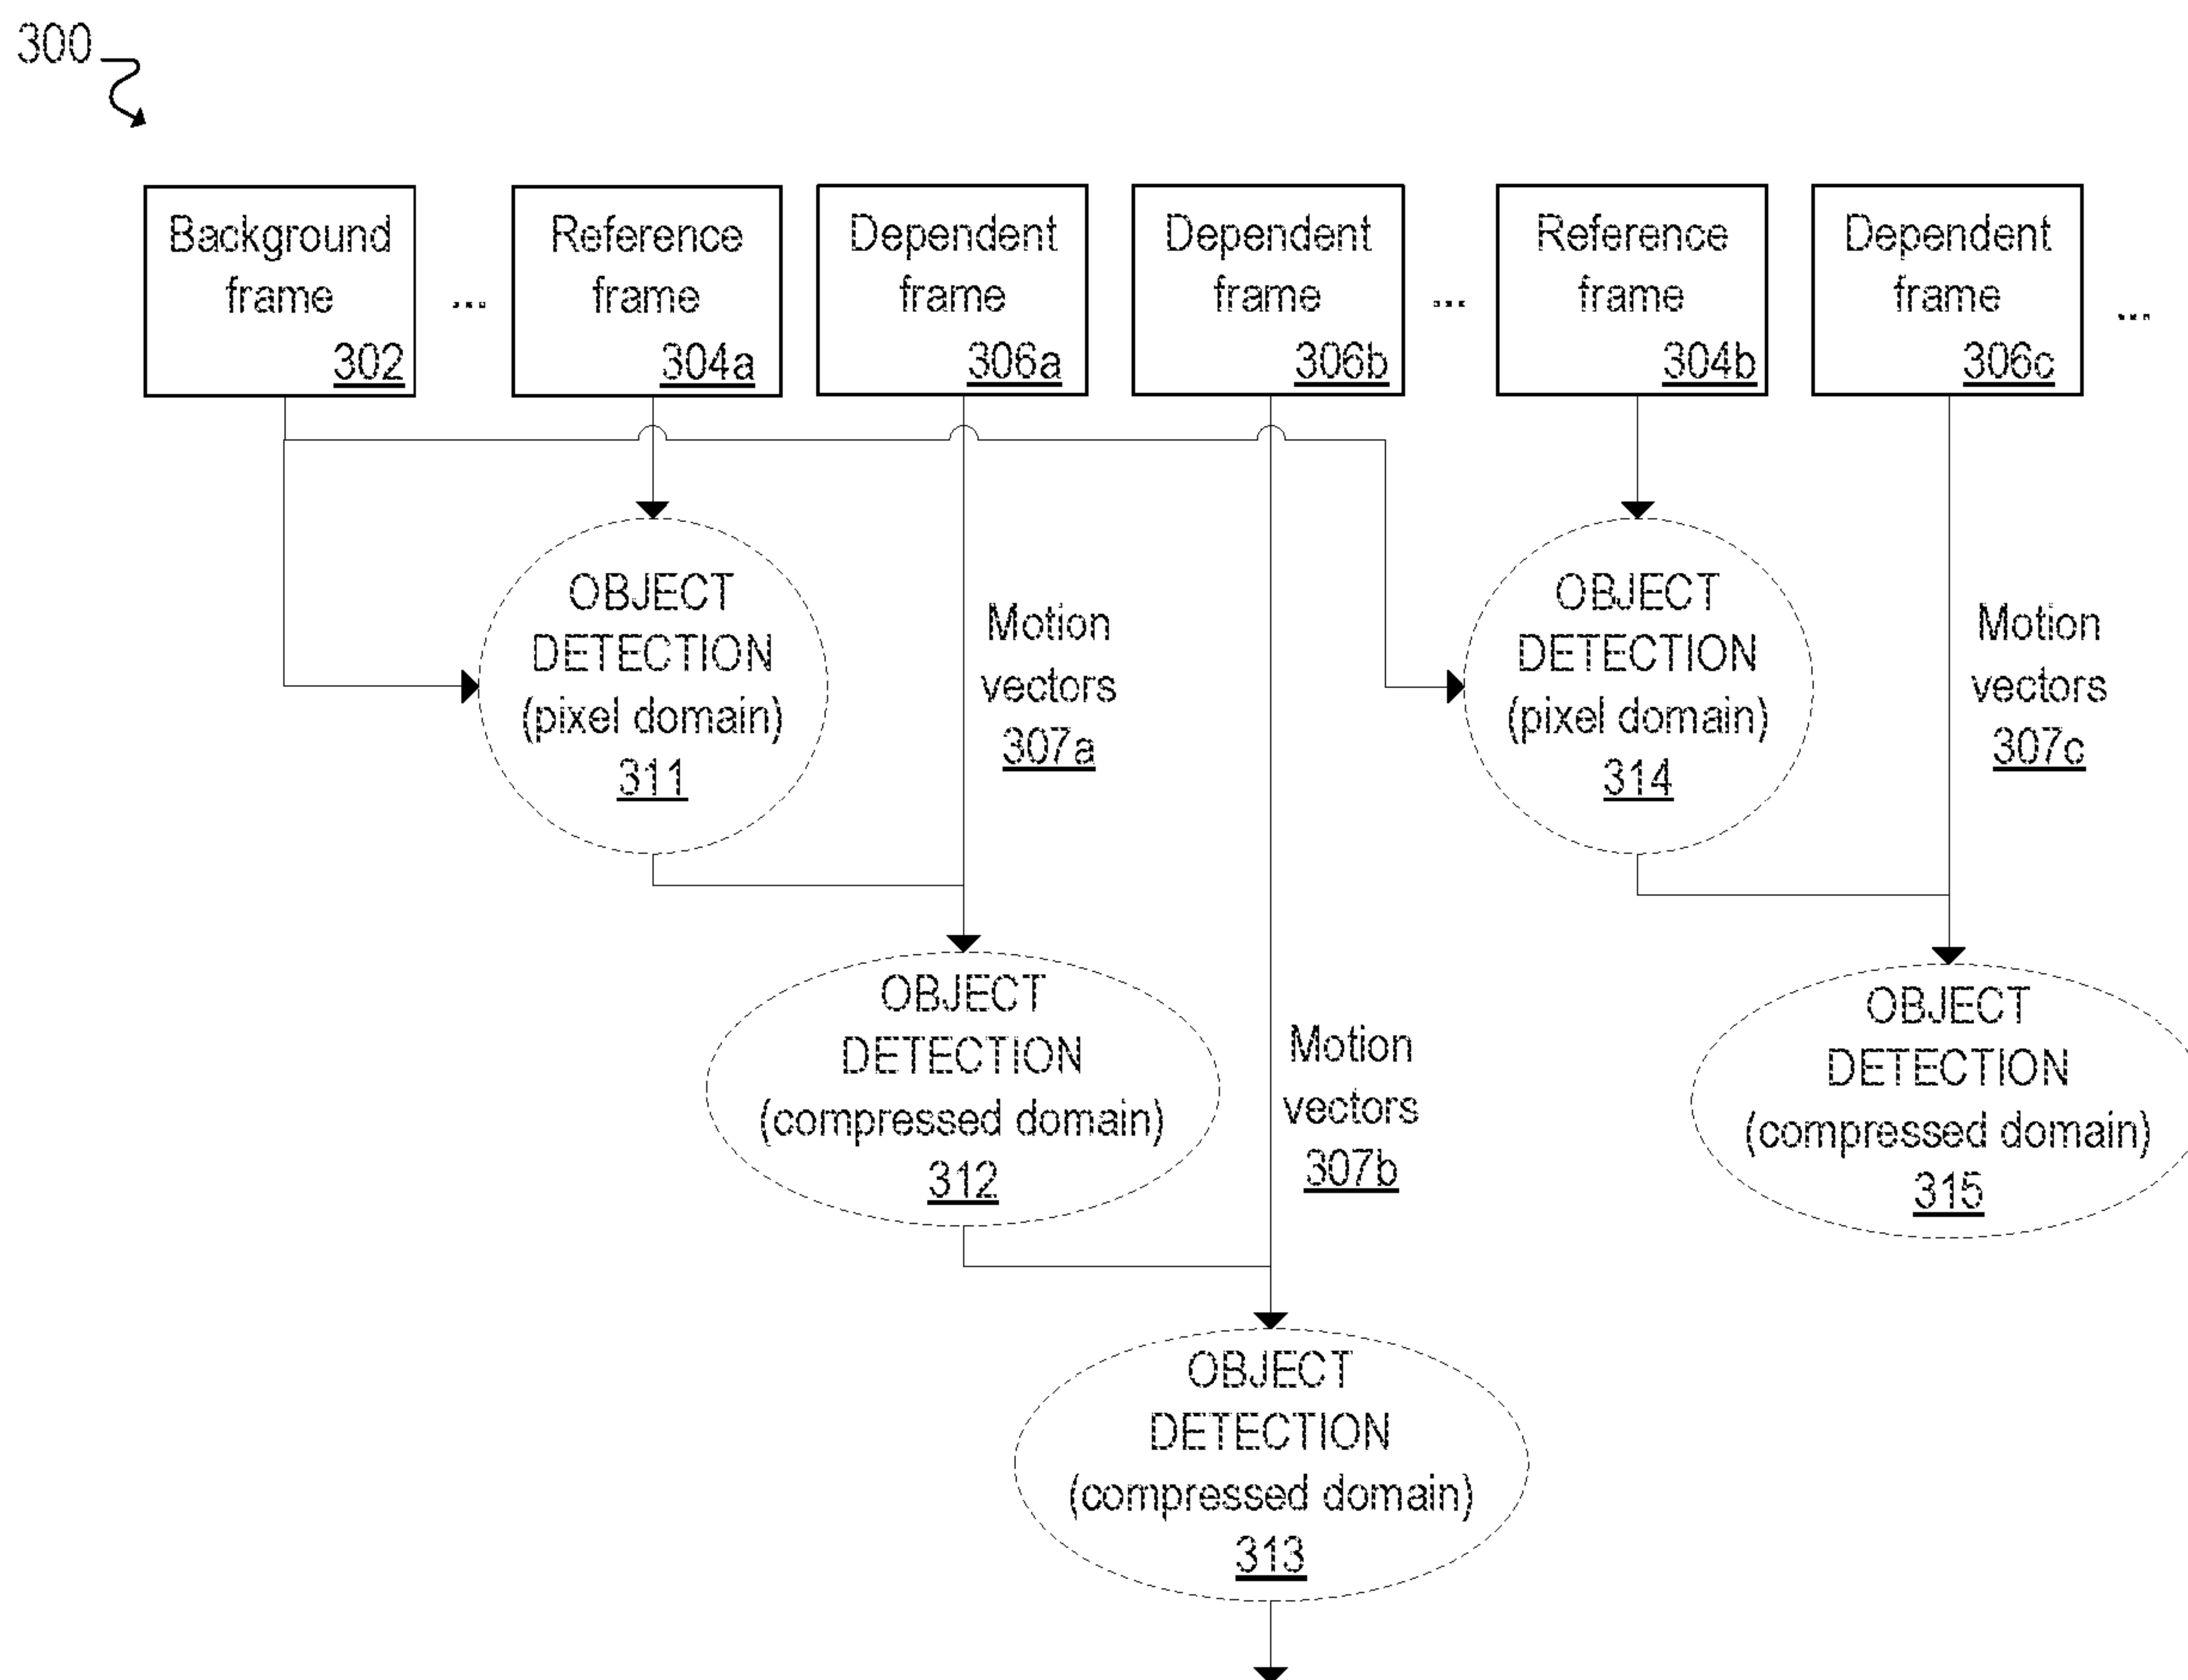 300
Background
frame
302
...
Reference
frame
304a
Dependent
frame
306a
Dependent
frame
306b
...
Reference
frame
304b
Dependent
frame
306c
...
OBJECT
DETECTION
(pixel domain)
311
Motion
vectors
307a
OBJECT
DETECTION
(pixel domain)
314
Motion
vectors
307c
OBJECT
DETECTION
(compressed domain)
312
Motion
vectors
307b
OBJECT
DETECTION
(compressed domain)
315
OBJECT
DETECTION
(compressed domain)
313